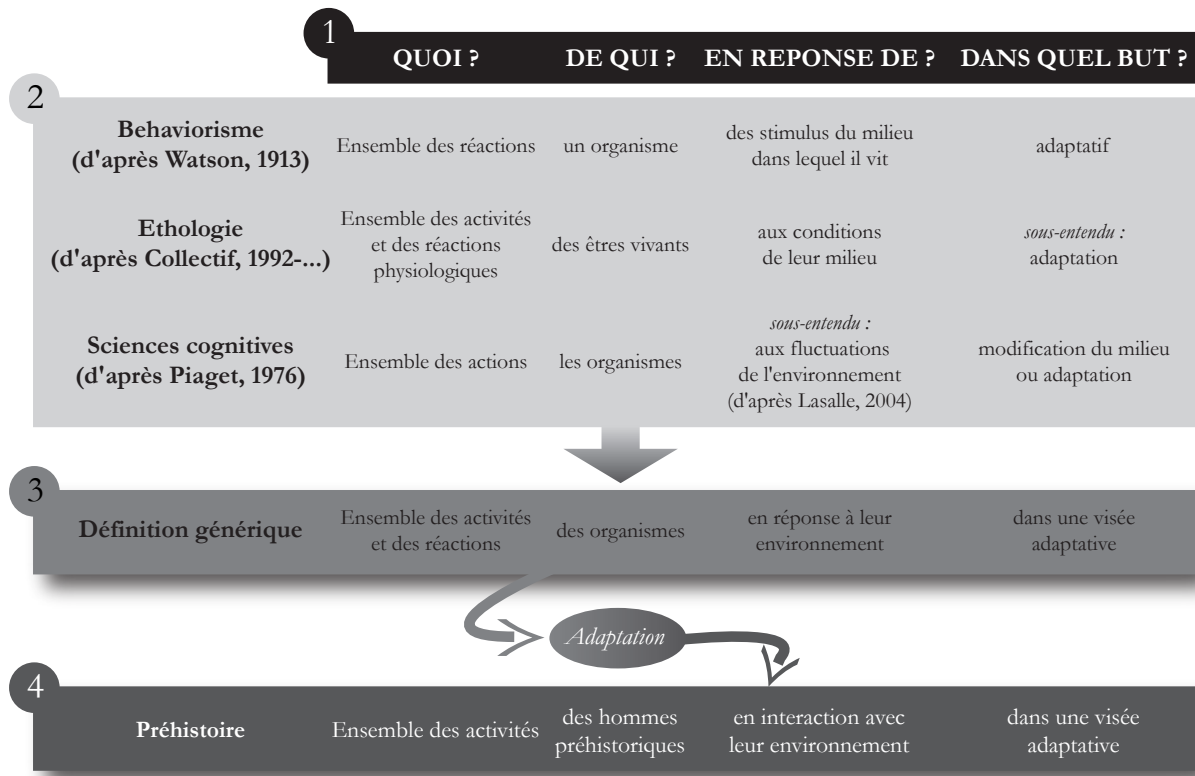 1
QUOI ? DE QUI ? EN REPONSE DE ? DANS QUEL BUT ?
2
Behaviorisme
(d'après Watson, 1913)
Ensemble des réactions
un organisme
des stimulus du milieu
dans lequel il vit
adaptatif
Ethologie
(d'après Collectif, 1992-...)
Ensemble des activités
et des réactions
physiologiques
des êtres vivants
aux conditions
de leur milieu
sous-entendu :
adaptation
Sciences cognitives
(d'après Piaget, 1976)
Ensemble des actions
les organismes
sous-entendu :
aux fluctuations
de l'environnement
(d'après Lasalle, 2004)
modification du milieu
ou adaptation
3
Définition générique
Ensemble des activités
et des réactions
des organismes
en réponse à leur
environnement
dans une visée
adaptative
Adaptation
4
Préhistoire
Ensemble des activités
des hommes
préhistoriques
en interaction avec
leur environnement
dans une visée
adaptative